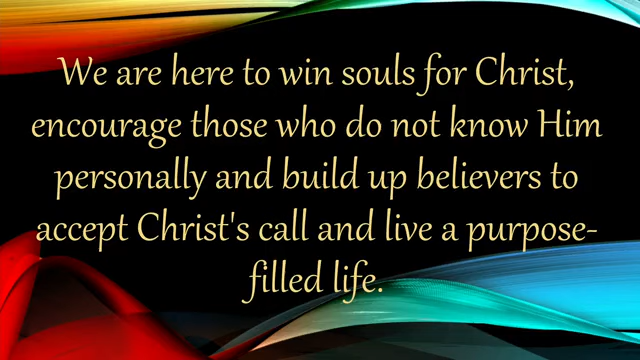 We are here to win souls for Christ,
encourage those who do not know Him
personally and build up believers to
accept Christ's call and live a purpose-
filled life.